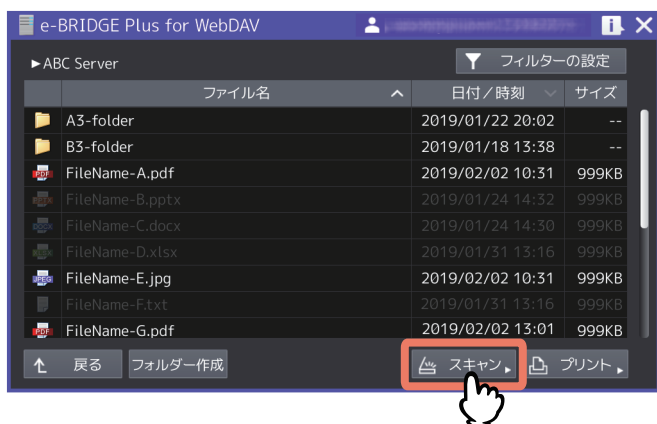 e-BRIDGE Plus for WebDAV
►ABC Server
フィルターの設定
ファイル名 日付／時刻 サイズ
A3-folder 2019/01/22 20:02 --
B3-folder 2019/01/18 13:38 --
PDF FileName-A.pdf 2019/02/02 10:31 999KB
FileName-B.pptx 2019/01/24 14:32 999KB
DOCX FileName-C.docx 2019/01/24 14:30 999KB
FileName-D.xlsx 2019/01/31 13:16 999KB
JPEG FileName-E.jpg 2019/02/02 10:31 999KB
FileName-F.txt 2019/01/31 13:16 999KB
PDF FileName-G.pdf 2019/02/02 13:01 999KB
戻る フォルダー作成 スキャン プリント